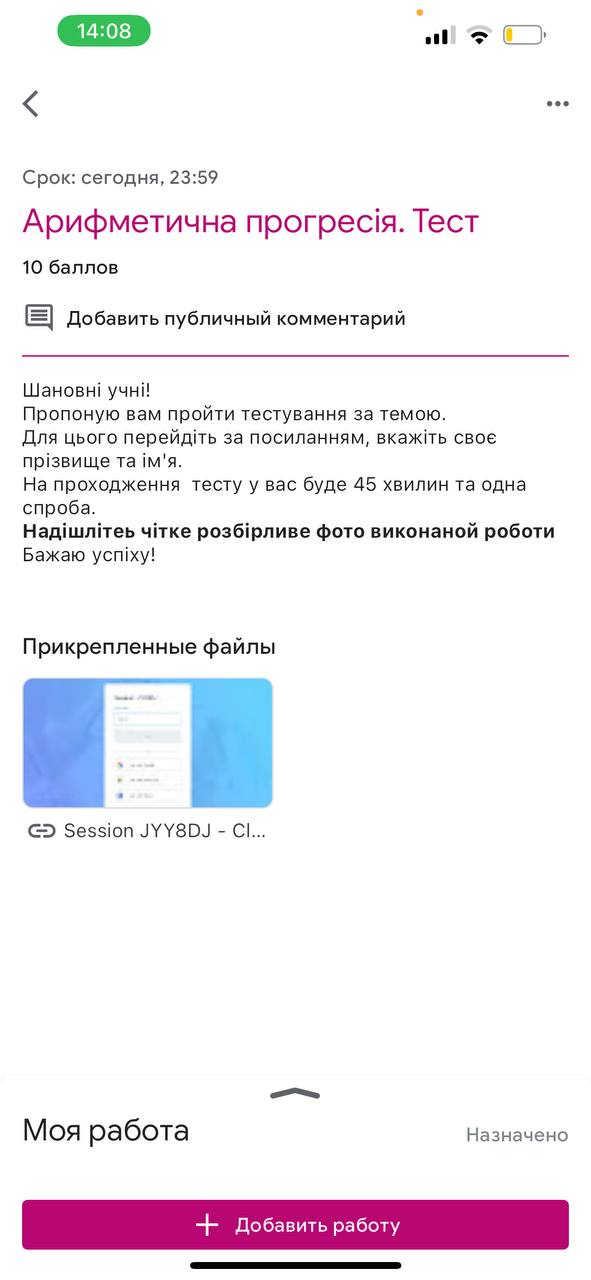 14:08
Срок: сегодня, 23:59
Арифметична прогресія. Тест
10 баллов
Добавить публичный комментарий
Шановні учні!
Пропоную вам пройти тестування за темою.
Для цього перейдіть за посиланням, вкажіть своє
прізвище та ім'я.
На проходження  тесту у вас буде 45 хвилин та одна
спроба.
Надішлітеь чітке розбірливе фото виконаной роботи
Бажаю успіху!
Прикрепленные файлы
Session JYY8DJ - Cl...
Моя работа
Назначено
Добавить работу